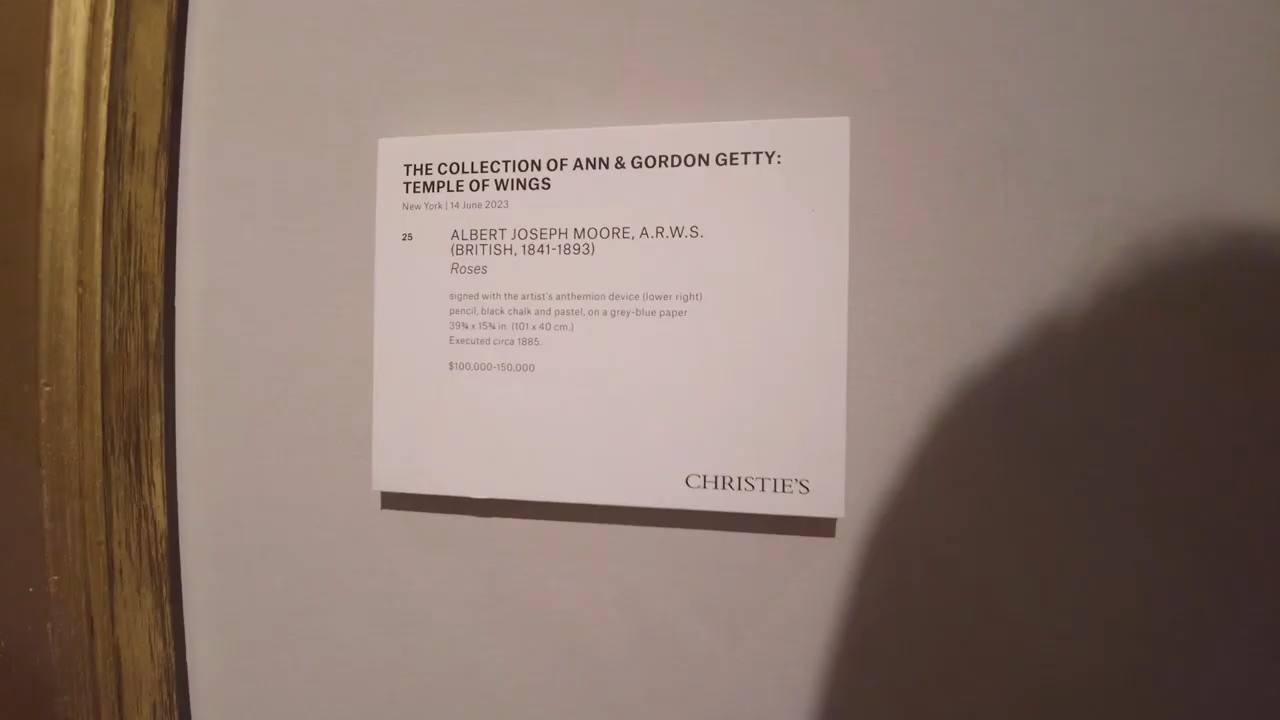 THE COLLECTION OF ANN & GORDON GETTY:
TEMPLE OF WINGS
New York | 14 June 2023
25 ALBERT JOSEPH MOORE, A.R.W.S.
(BRITISH, 1841-1893)
Roses
signed with the artist's anthemion device (lower right)
pencil, black chalk and pastel, on a grey-blue paper
39¾ x 15¾ in. (101 x 40 cm.)
Executed circa 1885.
$100,000-150,000
CHRISTIE'S